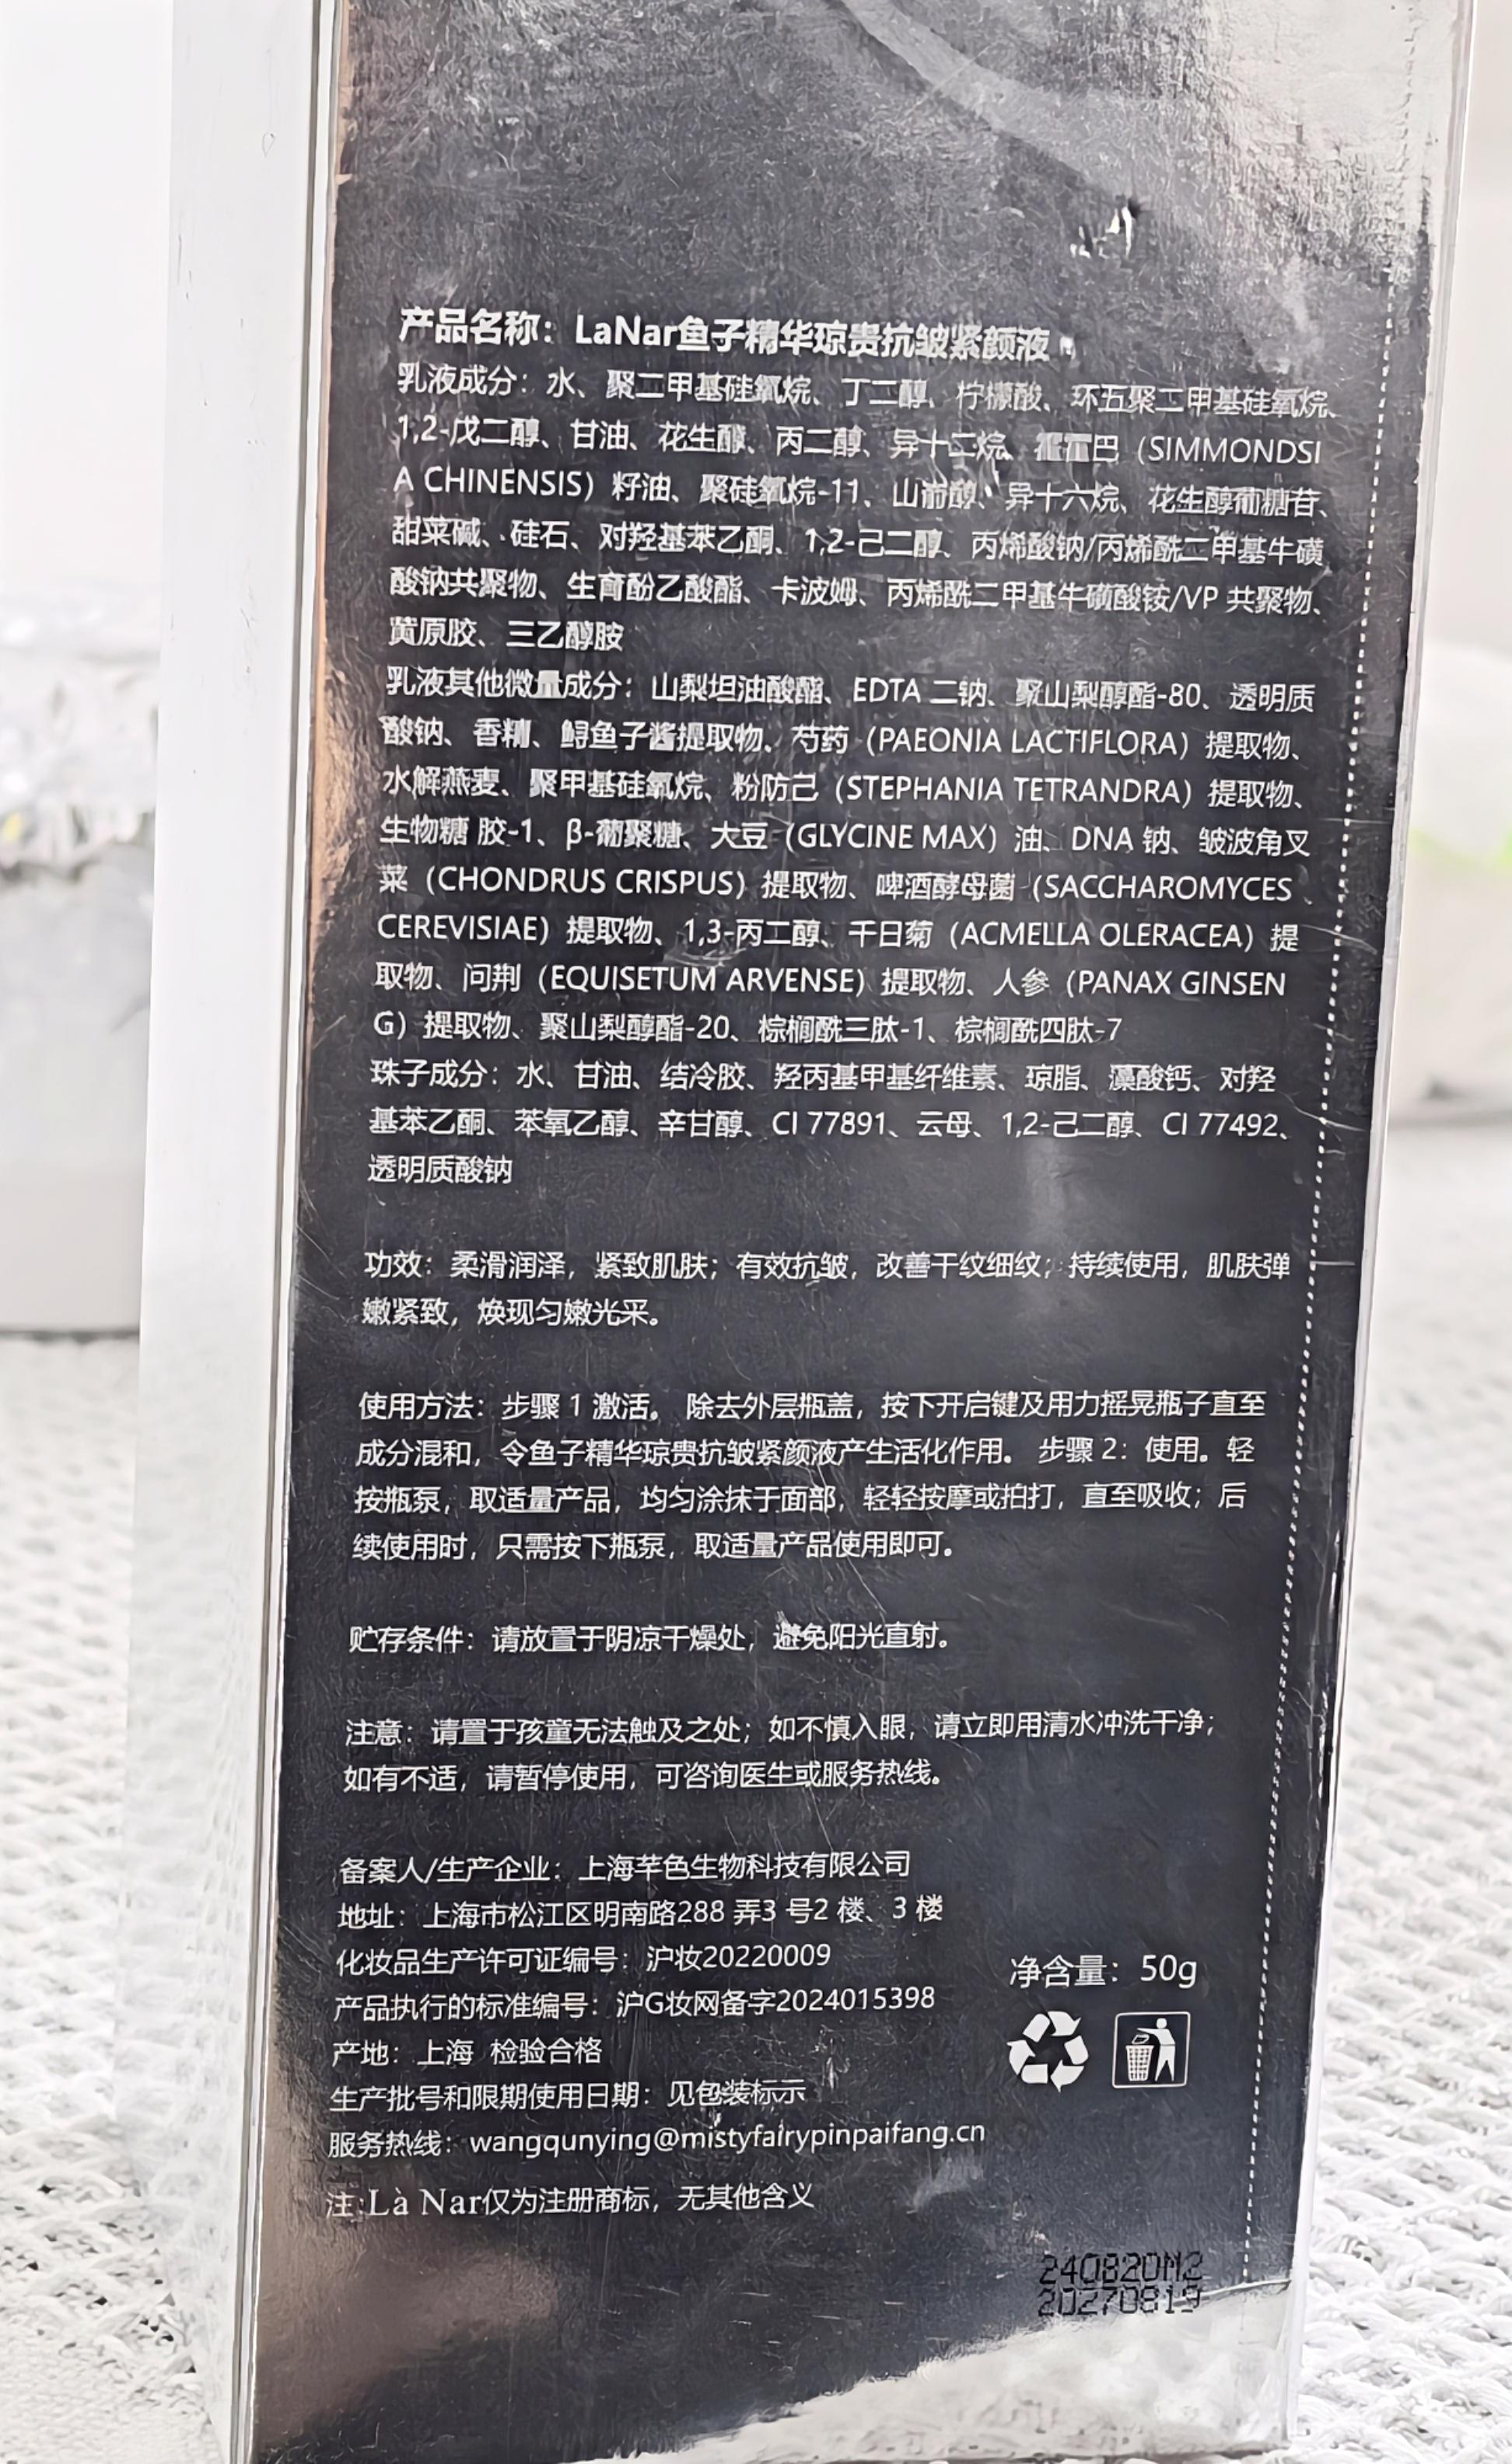 产品名称：LaNar鱼子精华琼贵抗皱紧颜液
乳液成分：水、聚二甲基硅氧烷、丁二醇、柠檬酸、环五聚二甲基硅氧烷、
1,2-戊二醇、甘油、花生醇、丙二醇、异十二烷、霍霍巴（SIMMONDSI
A CHINENSIS）籽油、聚硅氧烷-11、山嵛醇、异十六烷、花生醇葡糖苷、
甜菜碱、硅石、对羟基苯乙酮、1,2-己二醇、丙烯酸钠/丙烯酰二甲基牛磺
酸钠共聚物、生育酚乙酸酯、卡波姆、丙烯酰二甲基牛磺酸铵/VP 共聚物、
黄原胶、三乙醇胺
乳液其他微量成分：山梨坦油酸酯、EDTA 二钠、聚山梨醇酯-80、透明质
酸钠、香精、鲟鱼子酱提取物、芍药（PAEONIA LACTIFLORA）提取物、
水解燕麦、聚甲基硅氧烷、粉防己（STEPHANIA TETRANDRA）提取物、
生物糖 胶-1、β-葡聚糖、大豆（GLYCINE MAX）油、DNA 钠、皱波角叉
菜（CHONDRUS CRISPUS）提取物、啤酒酵母菌（SACCHAROMYCES
CEREVISIAE）提取物、1,3-丙二醇、千日菊（ACMELLA OLERACEA）提
取物、问荆（EQUISETUM ARVENSE）提取物、人参（PANAX GINSEN
G）提取物、聚山梨醇酯-20、棕榈酰三肽-1、棕榈酰四肽-7
珠子成分：水、甘油、结冷胶、羟丙基甲基纤维素、琼脂、藻酸钙、对羟
基苯乙酮、苯氧乙醇、辛甘醇、CI 77891、云母、1,2-己二醇、CI 77492、
透明质酸钠
功效：柔滑润泽，紧致肌肤；有效抗皱，改善干纹细纹；持续使用，肌肤弹
嫩紧致，焕现匀嫩光采。
使用方法：步骤 1 激活。 除去外层瓶盖，按下开启键及用力摇晃瓶子直至
成分混和，令鱼子精华琼贵抗皱紧颜液产生活化作用。 步骤 2：使用。轻
按瓶泵，取适量产品，均匀涂抹于面部，轻轻按摩或拍打，直至吸收；后
续使用时，只需按下瓶泵，取适量产品使用即可。
贮存条件：请放置于阴凉干燥处，避免阳光直射。
注意：请置于孩童无法触及之处；如不慎入眼，请立即用清水冲洗干净；
如有不适，请暂停使用，可咨询医生或服务热线。
备案人/生产企业：上海芊色生物科技有限公司
地址：上海市松江区明南路288 弄3 号2 楼、3 楼
化妆品生产许可证编号：沪妆20220009
产品执行的标准编号：沪G妆网备字2024015398
产地：上海 检验合格
生产批号和限期使用日期：见包装标示
服务热线：wangqunying@mistyfairypinpaifang.cn
注:Là Nar仅为注册商标，无其他含义
净含量：50g
240820M2
20270819